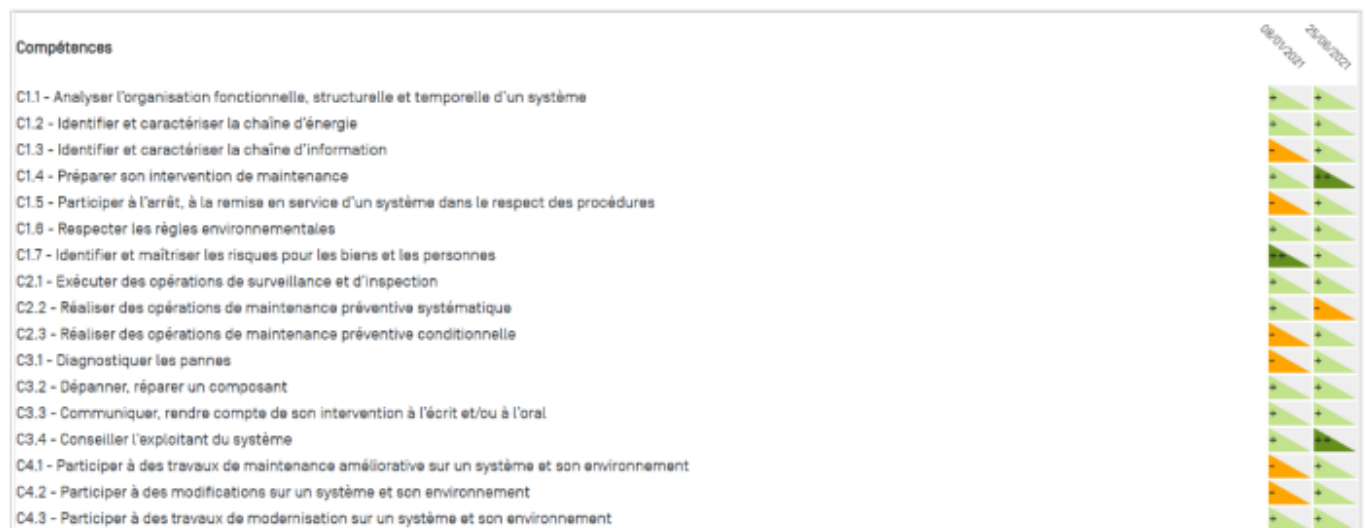 Compétences 08/01/2021 25/06/2021
C1.1 - Analyser l'organisation fonctionnelle, structurelle et temporelle d'un système + +
C1.2 - Identifier et caractériser la chaîne d'énergie + +
C1.3 - Identifier et caractériser la chaîne d'information - +
C1.4 - Préparer son intervention de maintenance + ++
C1.5 - Participer à l'arrêt, à la remise en service d'un système dans le respect des procédures - +
C1.6 - Respecter les règles environnementales + +
C1.7 - Identifier et maîtriser les risques pour les biens et les personnes ++ +
C2.1 - Exécuter des opérations de surveillance et d'inspection + +
C2.2 - Réaliser des opérations de maintenance préventive systématique + -
C2.3 - Réaliser des opérations de maintenance préventive conditionnelle - +
C3.1 - Diagnostiquer les pannes - +
C3.2 - Dépanner, réparer un composant + +
C3.3 - Communiquer, rendre compte de son intervention à l'écrit et/ou à l'oral + +
C3.4 - Conseiller l'exploitant du système + ++
C4.1 - Participer à des travaux de maintenance améliorative sur un système et son environnement - +
C4.2 - Participer à des modifications sur un système et son environnement - +
C4.3 - Participer à des travaux de modernisation sur un système et son environnement + +